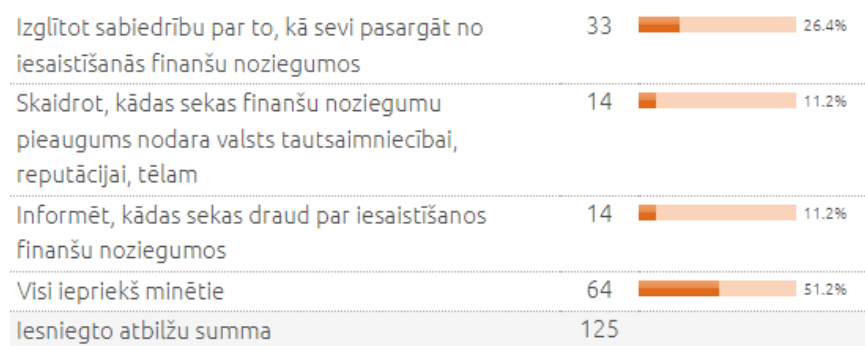 Izglītot sabiedrību par to, kā sevi pasargāt no 33 26.4%
iesaistīšanās finanšu noziegumos
Skaidrot, kādas sekas finanšu noziegumu 14 11.2%
pieaugums nodara valsts tautsaimniecībai,
reputācijai, tēlam
Informēt, kādas sekas draud par iesaistīšanos 14 11.2%
finanšu noziegumos
Visi iepriekš minētie 64 51.2%
Iesniegto atbilžu summa 125